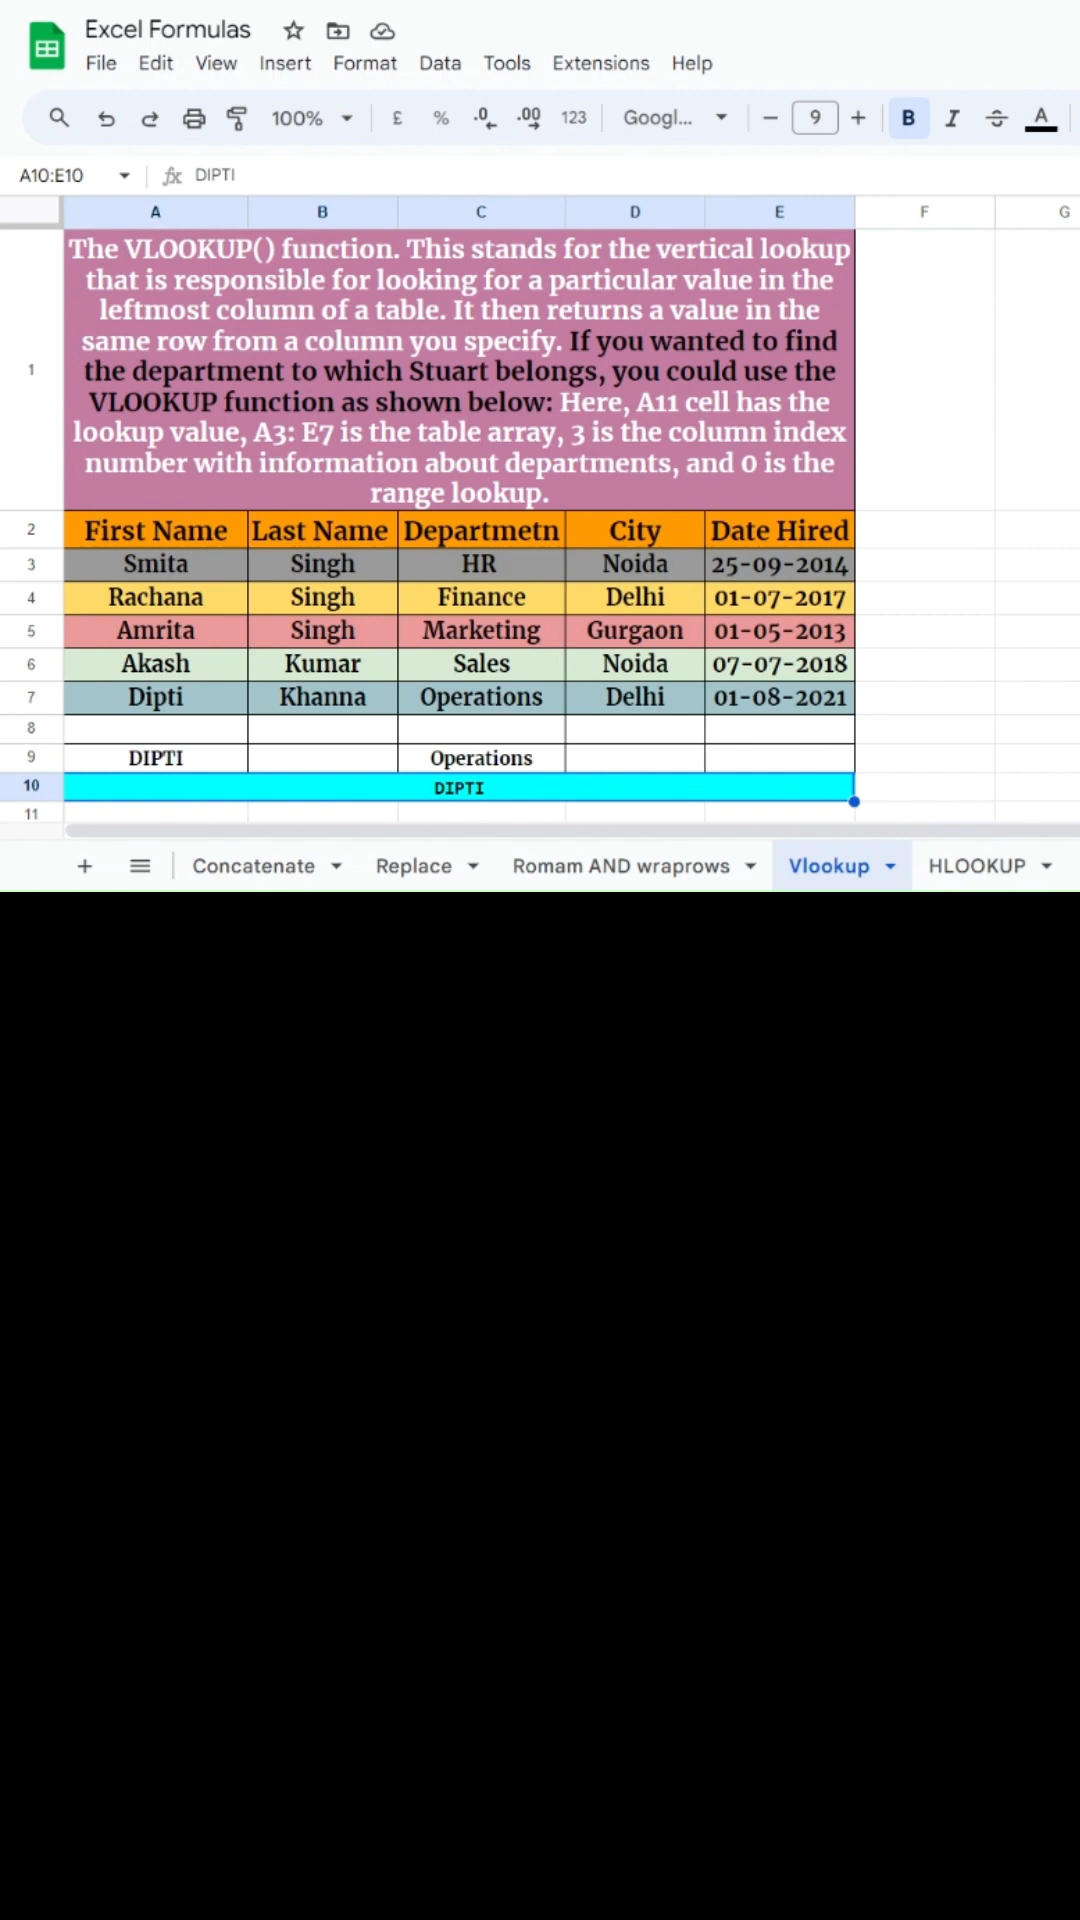 Excel Formulas
File Edit View Insert Format Data Tools Extensions Help
100% £ % .0 .00 123 Googl... − 9 + B I S A
A10:E10 fx DIPTI
A B C D E F G
The VLOOKUP() function. This stands for the vertical lookup
that is responsible for looking for a particular value in the
leftmost column of a table. It then returns a value in the
same row from a column you specify. If you wanted to find
1 the department to which Stuart belongs, you could use the
VLOOKUP function as shown below: Here, A11 cell has the
lookup value, A3: E7 is the table array, 3 is the column index
number with information about departments, and 0 is the
range lookup.
2 First Name Last Name Departmetn City Date Hired
3 Smita Singh HR Noida 25-09-2014
4 Rachana Singh Finance Delhi 01-07-2017
5 Amrita Singh Marketing Gurgaon 01-05-2013
6 Akash Kumar Sales Noida 07-07-2018
7 Dipti Khanna Operations Delhi 01-08-2021
8
9 DIPTI Operations
10 DIPTI
11
+ Concatenate Replace Romam AND wraprows Vlookup HLOOKUP